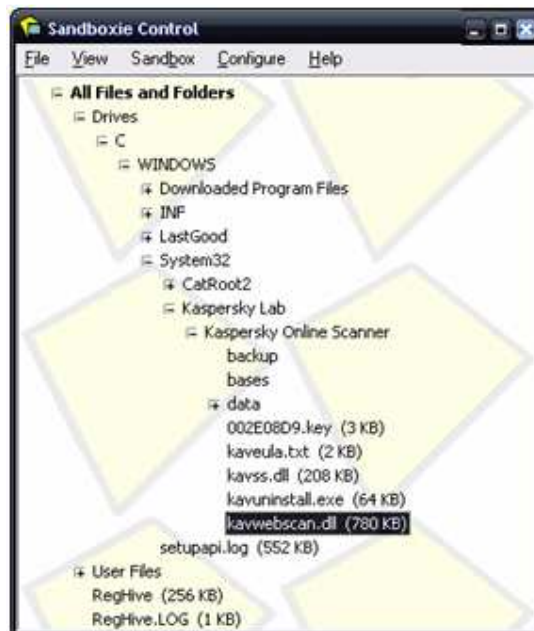 Sandboxie Control
File View Sandbox Configure Help
All Files and Folders
Drives
C
WINDOWS
Downloaded Program Files
INF
LastGood
System32
CatRoot2
Kaspersky Lab
Kaspersky Online Scanner
backup
bases
data
002E08D9.key (3 KB)
kaveula.txt (2 KB)
kavss.dll (208 KB)
kavuninstall.exe (64 KB)
kavwebscan.dll (780 KB)
setupapi.log (552 KB)
User Files
RegHive (256 KB)
RegHive.LOG (1 KB)